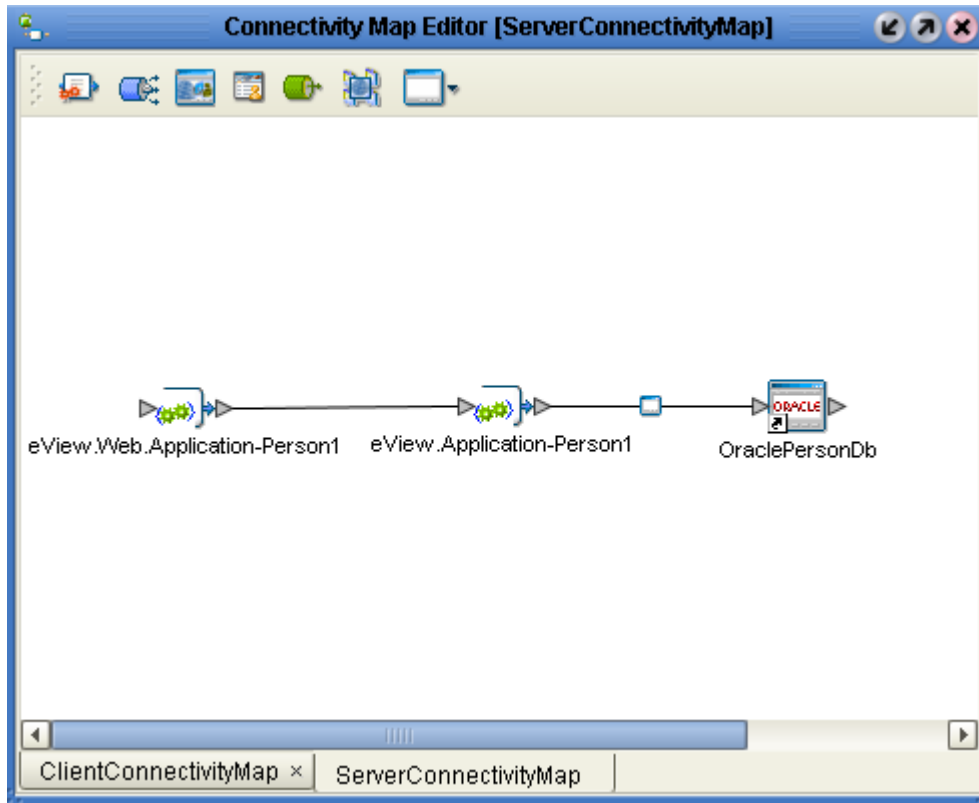 Connectivity Map Editor [ServerConnectivityMap]
ORACLE
eView.Web.Application-Person1
eView.Application-Person1
OraclePersonDb
ClientConnectivityMap ×
ServerConnectivityMap